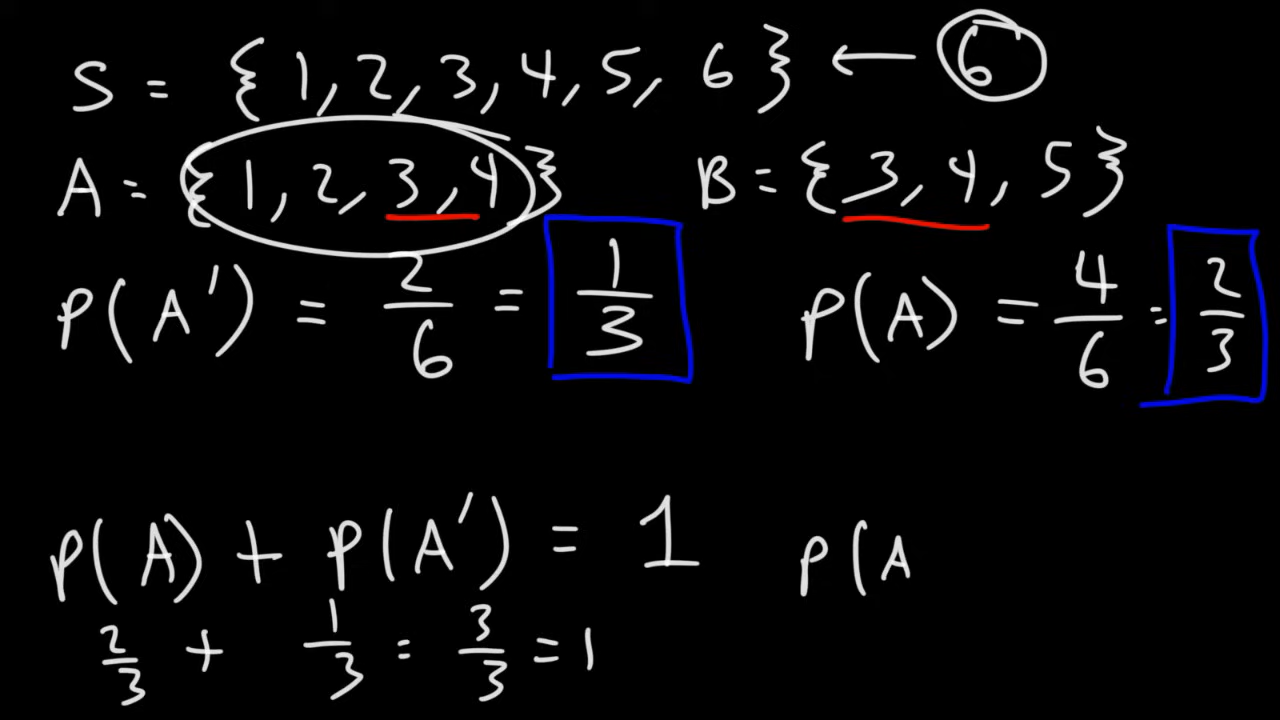 S = {1, 2, 3, 4, 5, 6} ← 6
A = {1, 2, 3, 4} B = {3, 4, 5}
P(A') = 2/6 = 1/3 P(A) = 4/6 = 2/3
P(A) + P(A') = 1 P(A
2/3 + 1/3 = 3/3 = 1